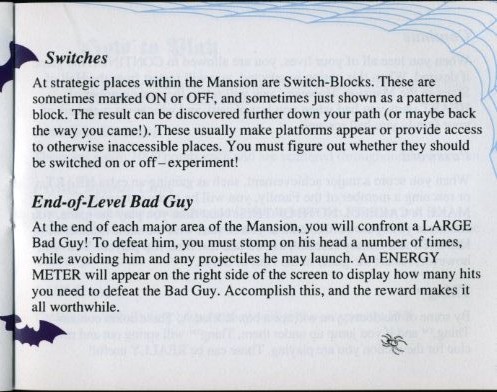 Switches
At strategic places within the Mansion are Switch-Blocks. These are
sometimes marked ON or OFF, and sometimes just shown as a patterned
block. The result can be discovered further down your path (or maybe back
the way you came!). These usually make platforms appear or provide access
to otherwise inaccessible places. You must figure out whether they should
be switched on or off – experiment!
End-of-Level Bad Guy
At the end of each major area of the Mansion, you will confront a LARGE
Bad Guy! To defeat him, you must stomp on his head a number of times,
while avoiding him and any projectiles he may launch. An ENERGY
METER will appear on the right side of the screen to display how many hits
you need to defeat the Bad Guy. Accomplish this, and the reward makes it
all worthwhile.